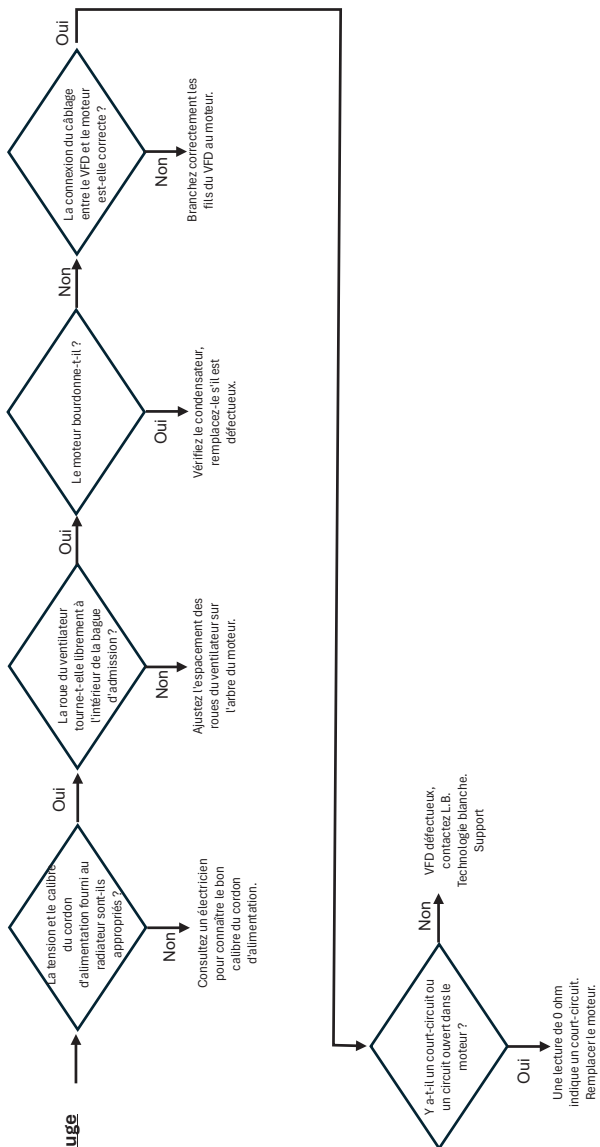 uge
La tension et le calibre
du cordon
d'alimentation fourni au
radiateur sont-ils
appropriés ?
Oui
Non
Consultez un électricien
pour connaître le bon
calibre du cordon
d'alimentation.
La roue du ventilateur
tourne-t-elle librement à
l'intérieur de la bague
d'admission ?
Oui
Non
Ajustez l'espacement des
roues du ventilateur sur
l'arbre du moteur.
Le moteur bourdonne-t-il ?
Non
Oui
Vérifiez le condensateur,
remplacez-le s'il est
défectueux.
La connexion du câblage
entre le VFD et le moteur
est-elle correcte ?
Oui
Non
Branchez correctement les
fils du VFD au moteur.
Y a-t-il un court-circuit ou
un circuit ouvert dans le
moteur ?
Non
VFD défectueux,
contactez L.B.
Technologie blanche.
Support
Oui
Une lecture de 0 ohm
indique un court-circuit.
Remplacer le moteur.